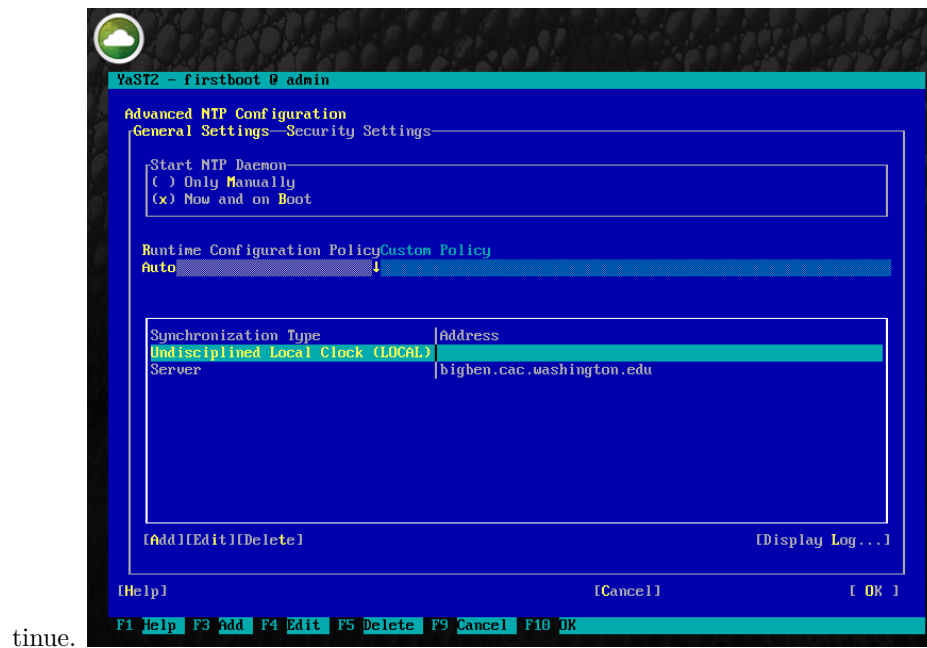 YaST2 - firstboot @ admin
Advanced NTP Configuration
General Settings—Security Settings
Start NTP Daemon
( ) Only Manually
(x) Now and on Boot
Runtime Configuration PolicyCustom Policy
Auto ↓
Synchronization Type |Address
Undisciplined Local Clock (LOCAL)
Server |bigben.cac.washington.edu
[Add][Edit][Delete] [Display Log...]
[Help] [Cancel] [ OK ]
F1 Help F3 Add F4 Edit F5 Delete F9 Cancel F10 OK
tinue.